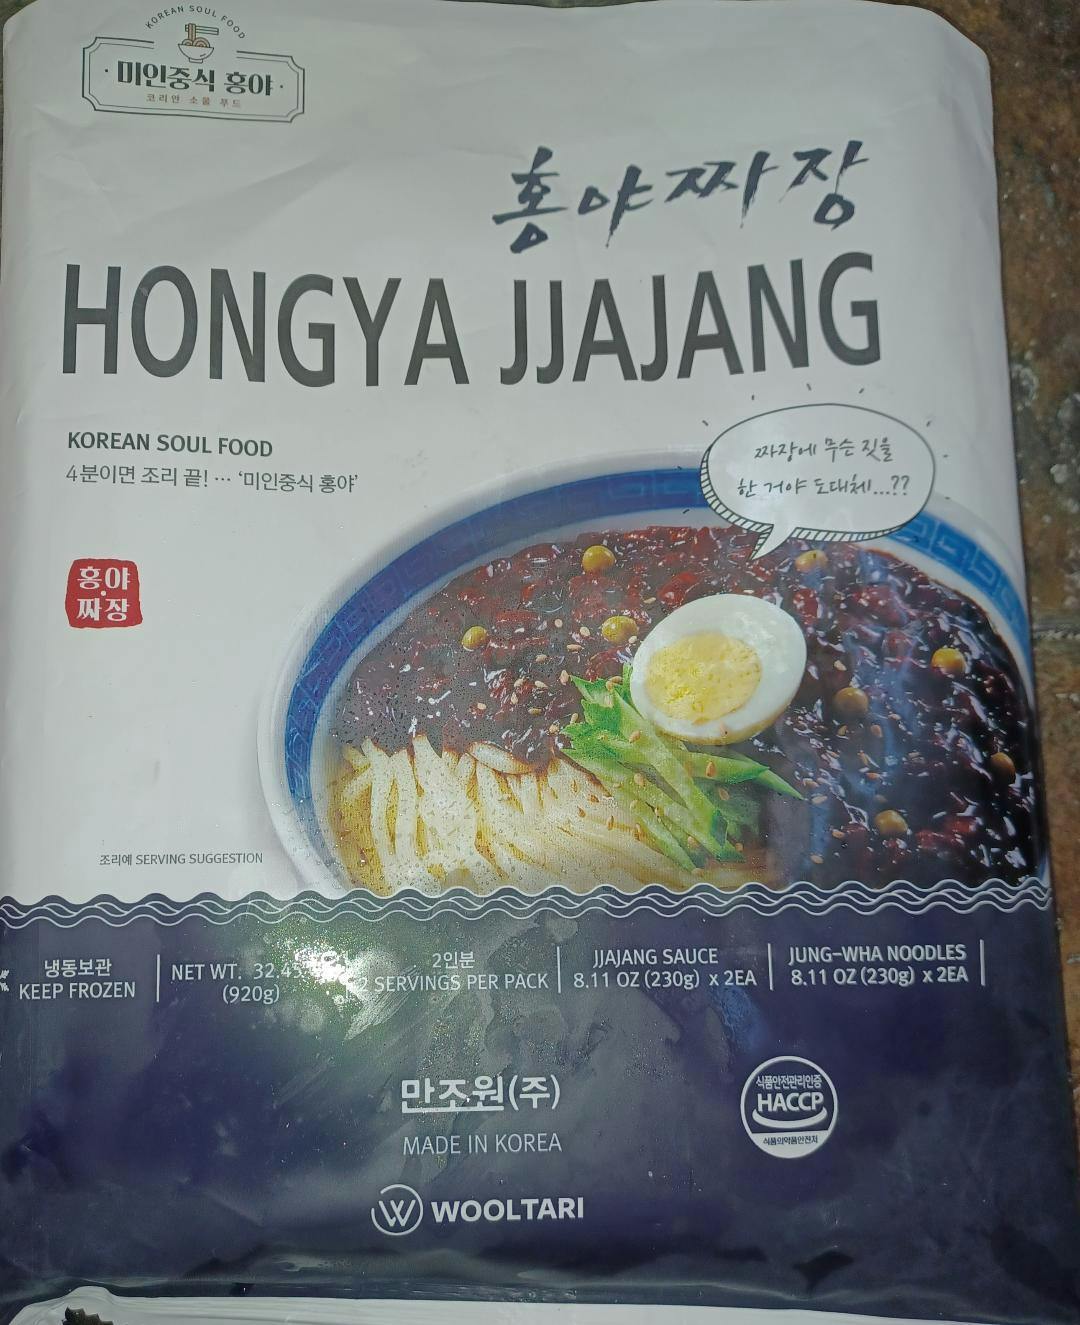 KOREAN SOUL FOOD
미인중식 홍야
코리안 소울 푸드
홍야짜장
HONGYA JJAJANG
KOREAN SOUL FOOD
4분이면 조리 끝! ··· ‘미인중식 홍야’
짜장에 무슨 짓을
한 거야 도대체...??
홍야
짜장
조리예 SERVING SUGGESTION
냉동보관
KEEP FROZEN
NET WT.
(920g)
2인분
2 SERVINGS PER PACK
JJAJANG SAUCE
8.11 OZ (230g) x 2EA
JUNG-WHA NOODLES
8.11 OZ (230g) x 2EA
만조원(주)
MADE IN KOREA
식품안전관리인증
HACCP
식품의약품안전처
W WOOLTARI